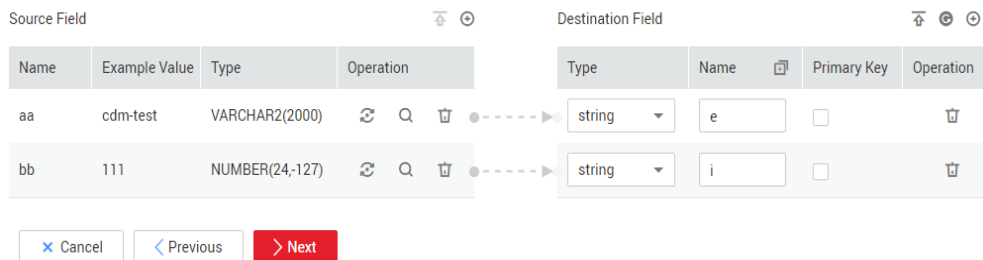 Source Field Destination Field
Name Example Value Type Operation Type Name Primary Key Operation
aa cdm-test VARCHAR2(2000) string e
bb 111 NUMBER(24,-127) string i
Cancel Previous Next